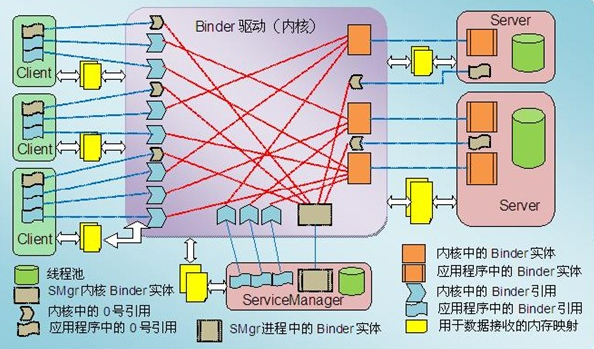 Binder 驱动（内核）
Server
Client
Client
Server
Client
ServiceManager
线程池
SMgr内核Binder实体
内核中的0号引用
应用程序中的0号引用
SMgr进程中的Binder实体
内核中的Binder实体
应用程序中的Binder实体
内核中的Binder引用
应用程序中的Binder引用
用于数据接收的内存映射